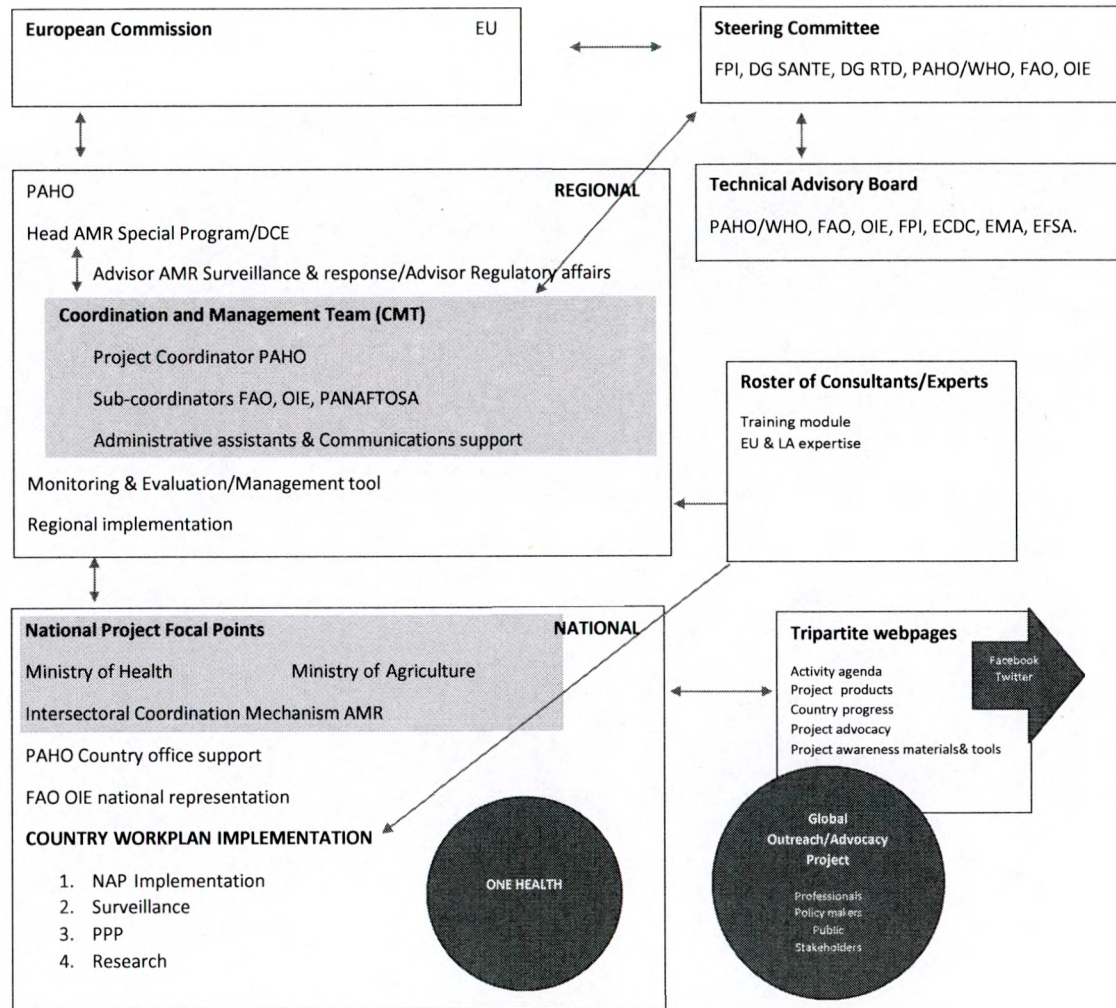 European Commission EU
Steering Committee
FPI, DG SANTE, DG RTD, PAHO/WHO, FAO, OIE
Technical Advisory Board
PAHO/WHO, FAO, OIE, FPI, ECDC, EMA, EFSA.
PAHO REGIONAL
Head AMR Special Program/DCE
Advisor AMR Surveillance & response/Advisor Regulatory affairs
Coordination and Management Team (CMT)
Project Coordinator PAHO
Sub-coordinators FAO, OIE, PANAFTOSA
Administrative assistants & Communications support
Monitoring & Evaluation/Management tool
Regional implementation
Roster of Consultants/Experts
Training module
EU & LA expertise
National Project Focal Points NATIONAL
Ministry of Health Ministry of Agriculture
Intersectoral Coordination Mechanism AMR
PAHO Country office support
FAO OIE national representation
COUNTRY WORKPLAN IMPLEMENTATION
1. NAP Implementation
2. Surveillance
3. PPP
4. Research
ONE HEALTH
Tripartite webpages
Activity agenda
Project products
Country progress
Project advocacy
Project awareness materials& tools
Facebook
Twitter
Global
Outreach/Advocacy
Project
Professionals
Policy makers
Public
Stakeholders